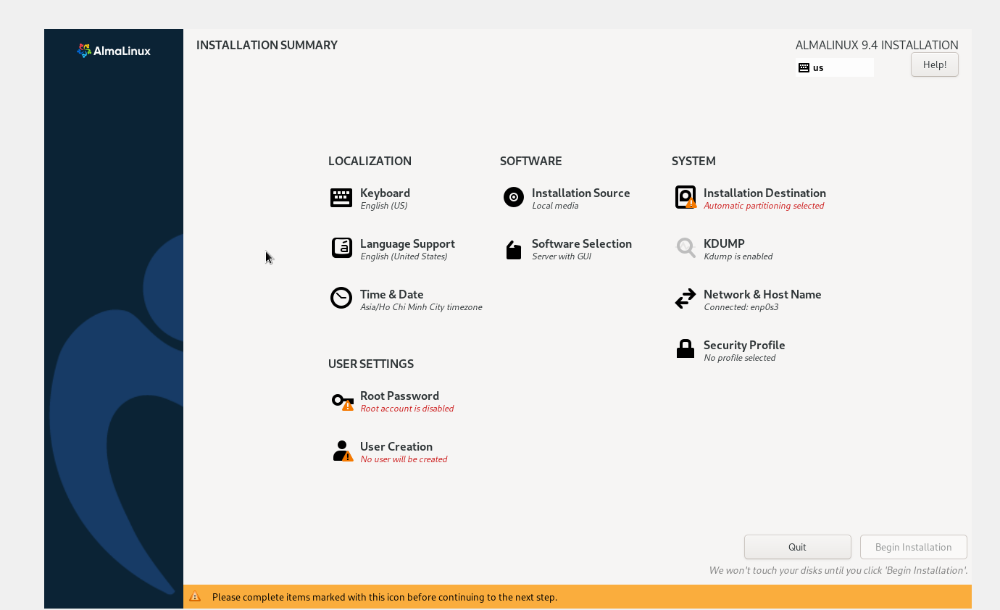 AlmaLinux
INSTALLATION SUMMARY
ALMALINUX 9.4 INSTALLATION
us
Help!
LOCALIZATION
Keyboard
English (US)
Language Support
English (United States)
Time & Date
Asia/Ho Chi Minh City timezone
SOFTWARE
Installation Source
Local media
Software Selection
Server with GUI
SYSTEM
Installation Destination
Automatic partitioning selected
KDUMP
Kdump is enabled
Network & Host Name
Connected: enp0s3
Security Profile
No profile selected
USER SETTINGS
Root Password
Root account is disabled
User Creation
No user will be created
Quit
Begin Installation
We won't touch your disks until you click 'Begin Installation'.
Please complete items marked with this icon before continuing to the next step.